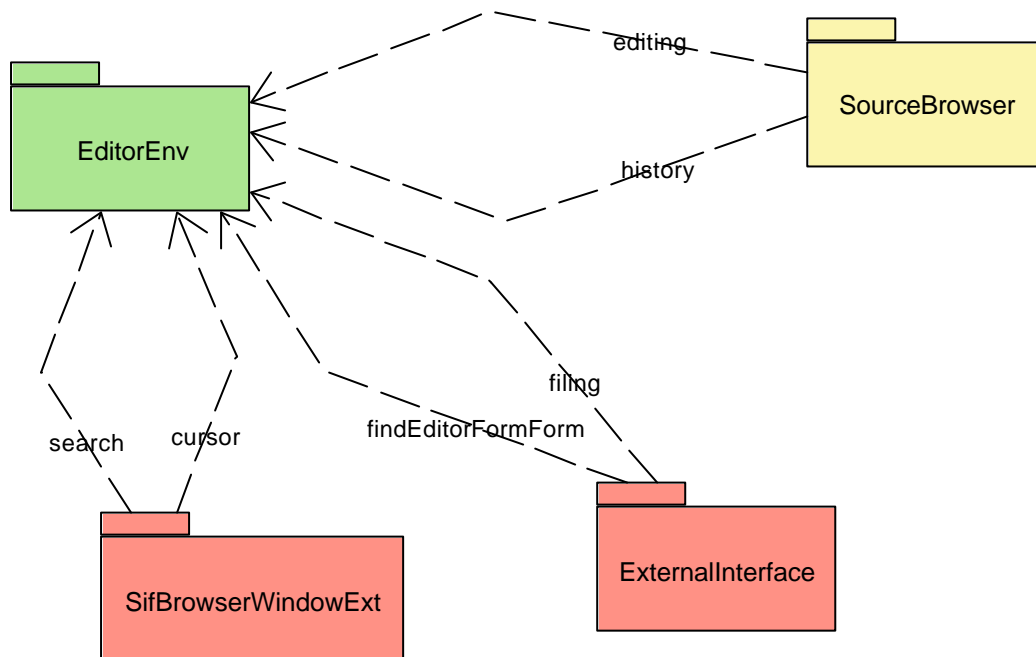 editing
SourceBrowser
EditorEnv
history
filing
findEditorFormForm
search
cursor
ExternalInterface
SifBrowserWindowExt